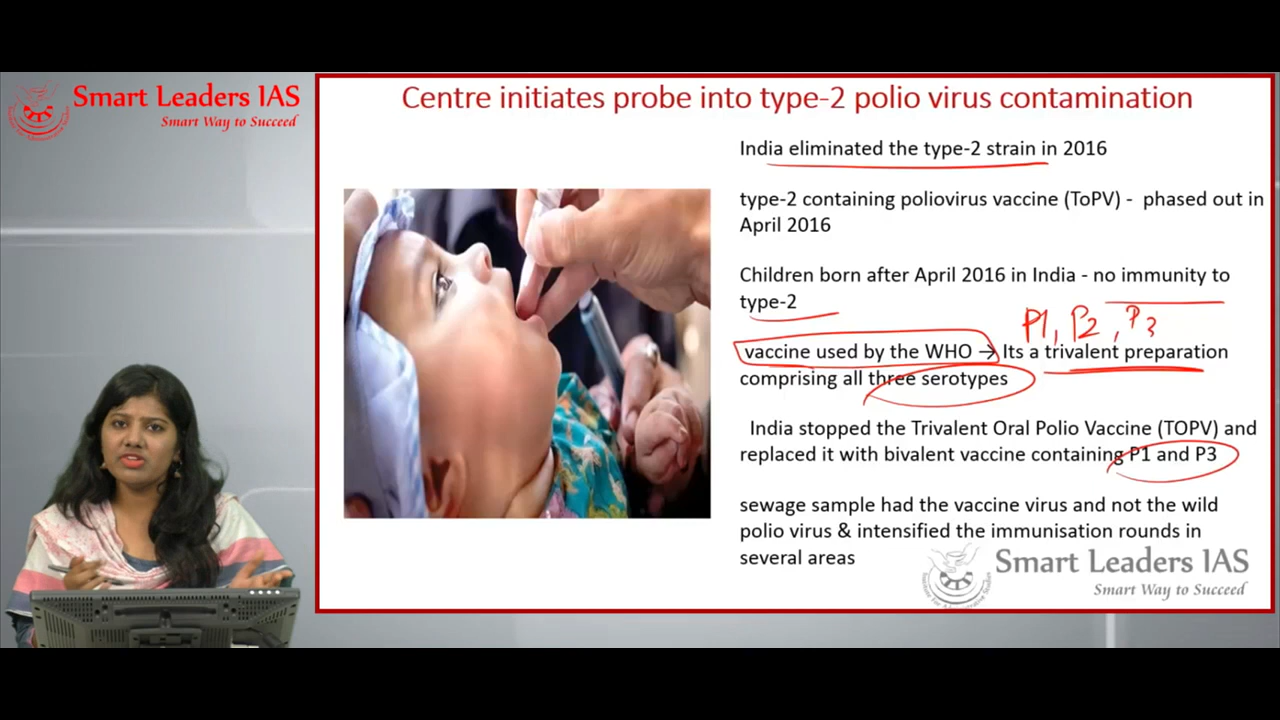 Smart Leaders IAS
Smart Way to Succeed
Centre initiates probe into type-2 polio virus contamination
India eliminated the type-2 strain in 2016
type-2 containing poliovirus vaccine (ToPV) - phased out in
April 2016
Children born after April 2016 in India - no immunity to
type-2
P1, P2, P3
vaccine used by the WHO → Its a trivalent preparation
comprising all three serotypes
India stopped the Trivalent Oral Polio Vaccine (TOPV) and
replaced it with bivalent vaccine containing P1 and P3
sewage sample had the vaccine virus and not the wild
polio virus & intensified the immunisation rounds in
several areas
Smart Leaders IAS
Smart Way to Succeed